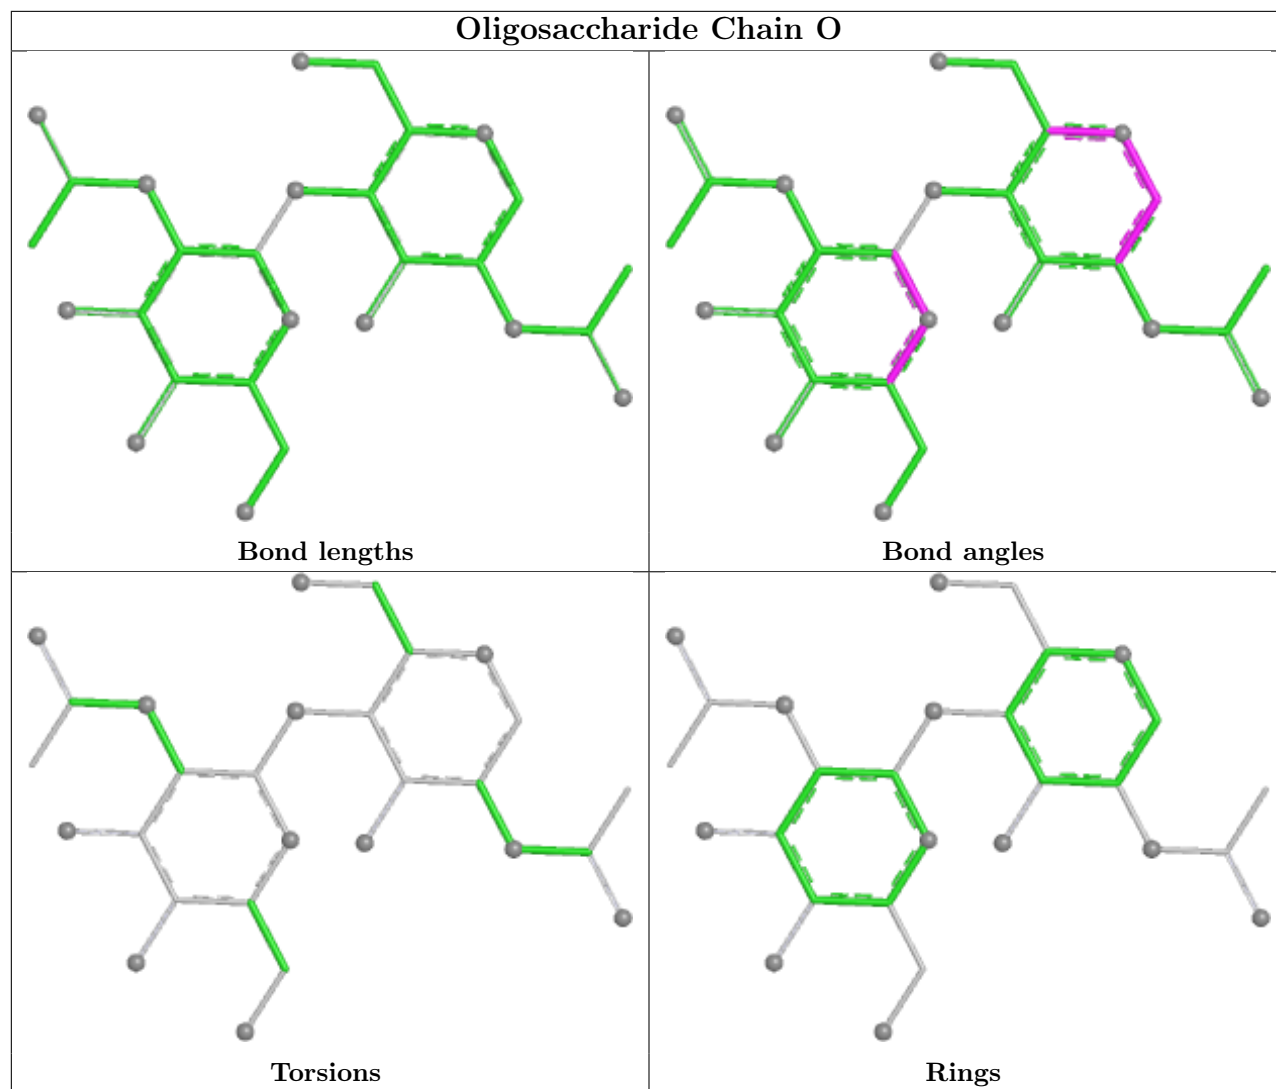 Oligosaccharide Chain O
Bond lengths
Bond angles
Torsions
Rings